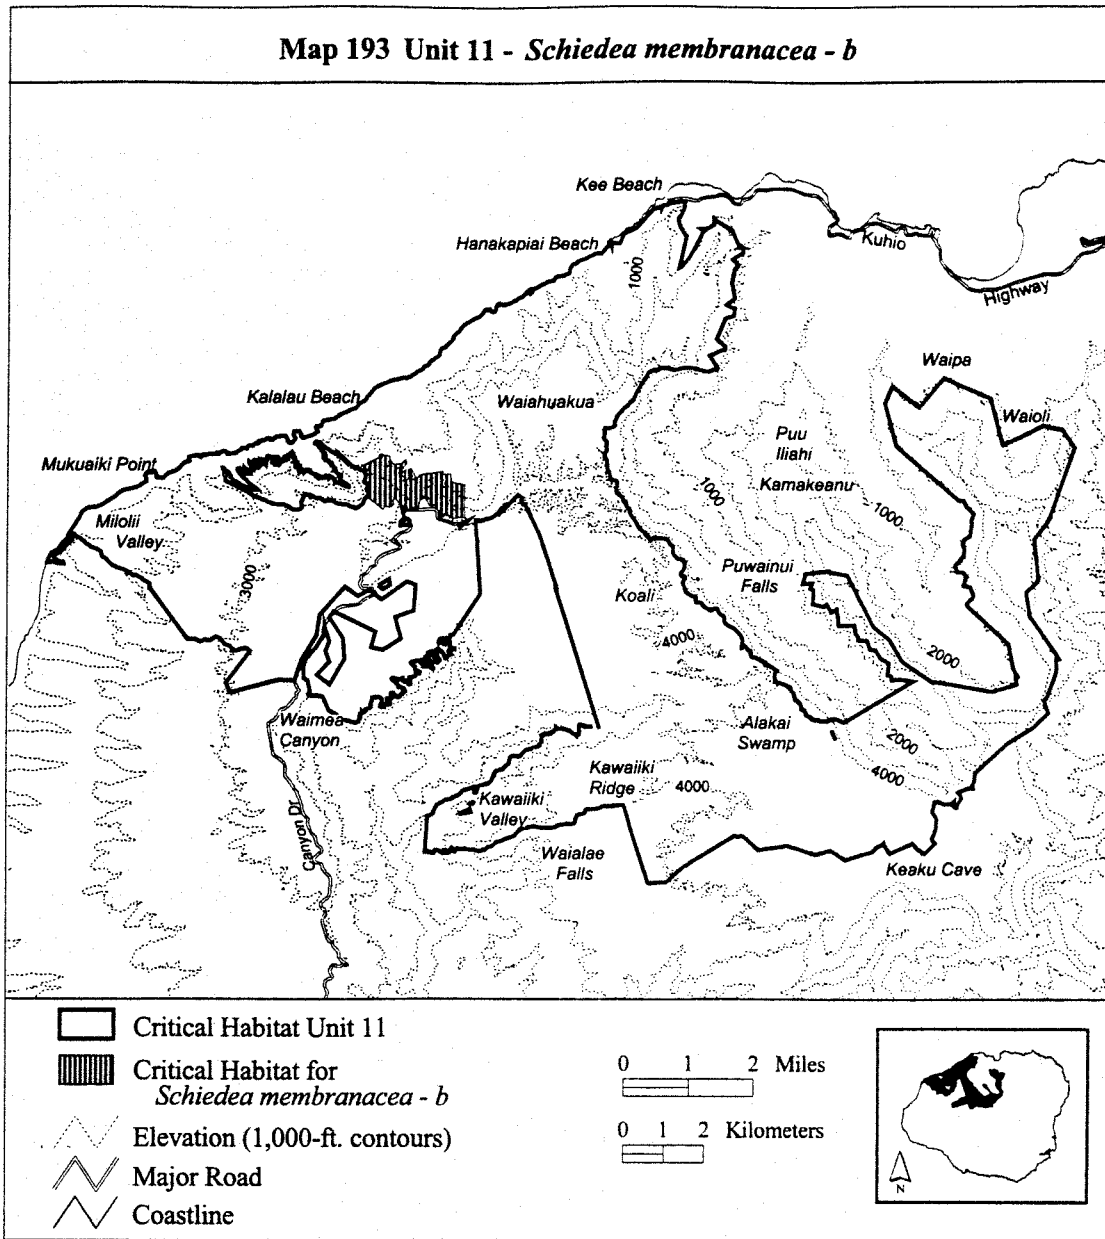 Map 193 Unit 11 - Schiedea membranacea - b
Kee Beach
Hanakapiai Beach
Kuhio
Highway
1000
Waipa
Kalalau Beach
Waiahuakua
Waioli
Puu
Iliahi
Mukuaiki Point
Kamakeanu
1000
1000
Milolii
Valley
3000
Puwainui
Falls
Koali
4000
2000
Waimea
Canyon
Alakai
Swamp
2000
4000
Kawaiiki
Ridge
4000
Kawaiiki
Valley
Canyon Dr
Waialae
Falls
Keaku Cave
Critical Habitat Unit 11
Critical Habitat for
Schiedea membranacea - b
Elevation (1,000-ft. contours)
Major Road
Coastline
0 1 2 Miles
0 1 2 Kilometers
N